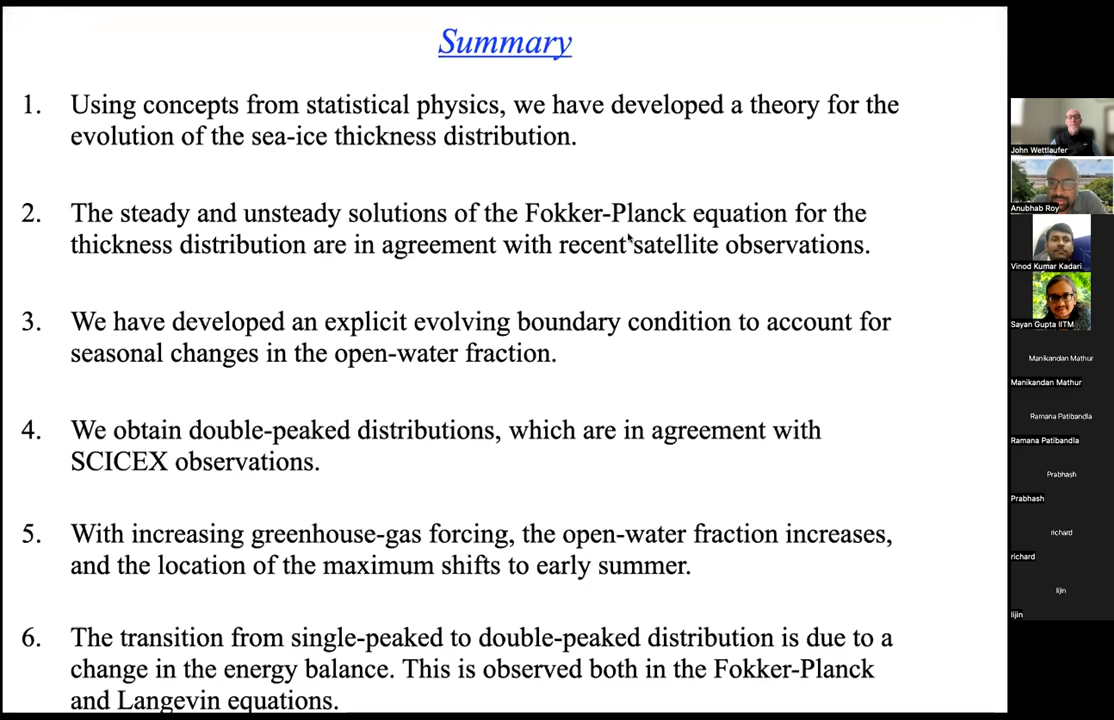 Summary
1. Using concepts from statistical physics, we have developed a theory for the
evolution of the sea-ice thickness distribution.
2. The steady and unsteady solutions of the Fokker-Planck equation for the
thickness distribution are in agreement with recent satellite observations.
3. We have developed an explicit evolving boundary condition to account for
seasonal changes in the open-water fraction.
4. We obtain double-peaked distributions, which are in agreement with
SCICEX observations.
5. With increasing greenhouse-gas forcing, the open-water fraction increases,
and the location of the maximum shifts to early summer.
6. The transition from single-peaked to double-peaked distribution is due to a
change in the energy balance. This is observed both in the Fokker-Planck
and Langevin equations.
John Wettlaufer
Anubhab Roy
Vinod Kumar Kadari
Sayan Gupta IITM
Manikandan Mathur
Manikandan Mathur
Ramana Patibandla
Ramana Patibandla
Prabhash
Prabhash
richard
richard
lijin
lijin